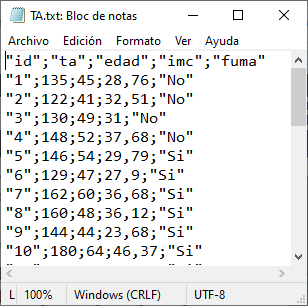 TA.txt: Bloc de notas
Archivo Edición Formato Ver Ayuda
"id";"ta";"edad";"imc";"fuma"
"1";135;45;28,76;"No"
"2";122;41;32,51;"No"
"3";130;49;31;"No"
"4";148;52;37,68;"No"
"5";146;54;29,79;"Si"
"6";129;47;27,9;"Si"
"7";162;60;36,68;"Si"
"8";160;48;36,12;"Si"
"9";144;44;23,68;"Si"
"10";180;64;46,37;"Si"
L 100% Windows (CRLF) UTF-8